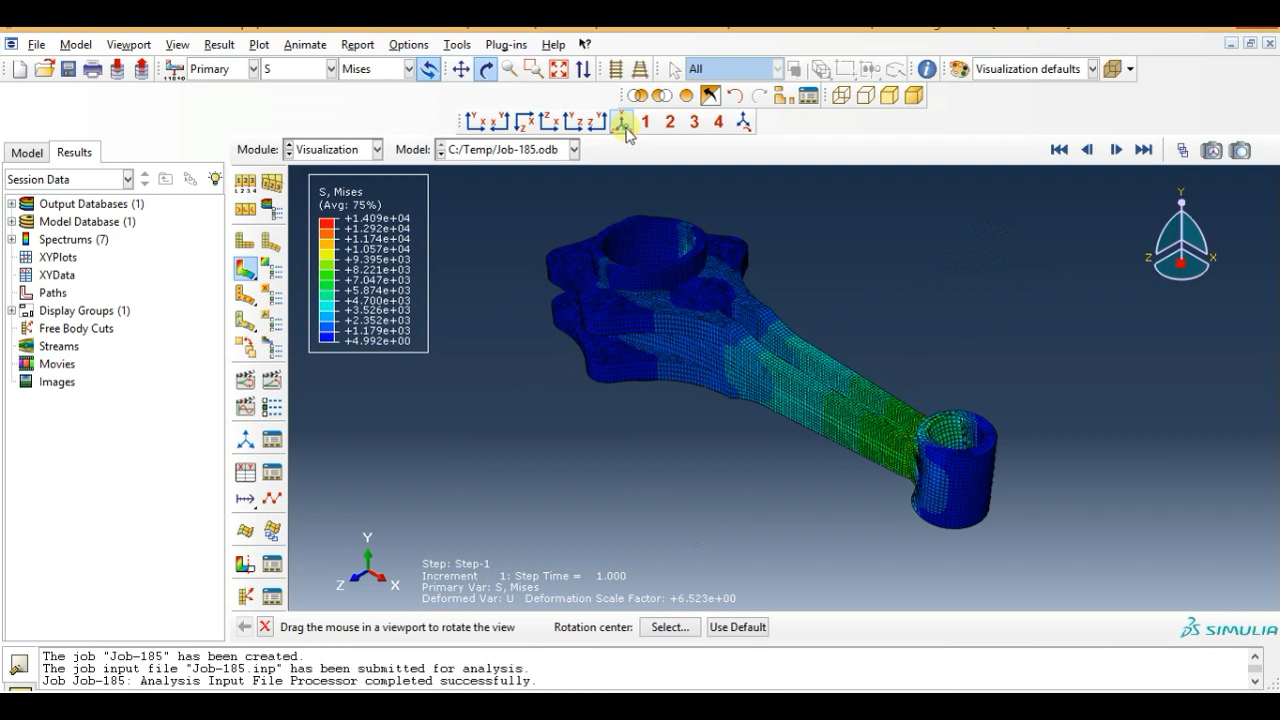 File Model Viewport View Result Plot Animate Report Options Tools Plug-ins Help
Primary S Mises All Visualization defaults
1 2 3 4
Model Results Module: Visualization Model: C:/Temp/Job-185.odb
Session Data
Output Databases (1)
Model Database (1)
Spectrums (7)
XYPlots
XYData
Paths
Display Groups (1)
Free Body Cuts
Streams
Movies
Images
S, Mises
(Avg: 75%)
+1.409e+04
+1.292e+04
+1.174e+04
+1.057e+04
+9.395e+03
+8.221e+03
+7.047e+03
+5.874e+03
+4.700e+03
+3.526e+03
+2.352e+03
+1.179e+03
+4.992e+00
Y
Z X
Y
Z X
Step: Step-1
Increment 1: Step Time = 1.000
Primary Var: S, Mises
Deformed Var: U Deformation Scale Factor: +6.523e+00
Drag the mouse in a viewport to rotate the view Rotation center: Select... Use Default
SIMULIA
The job "Job-185" has been created.
The job input file "Job-185.inp" has been submitted for analysis.
Job Job-185: Analysis Input File Processor completed successfully.